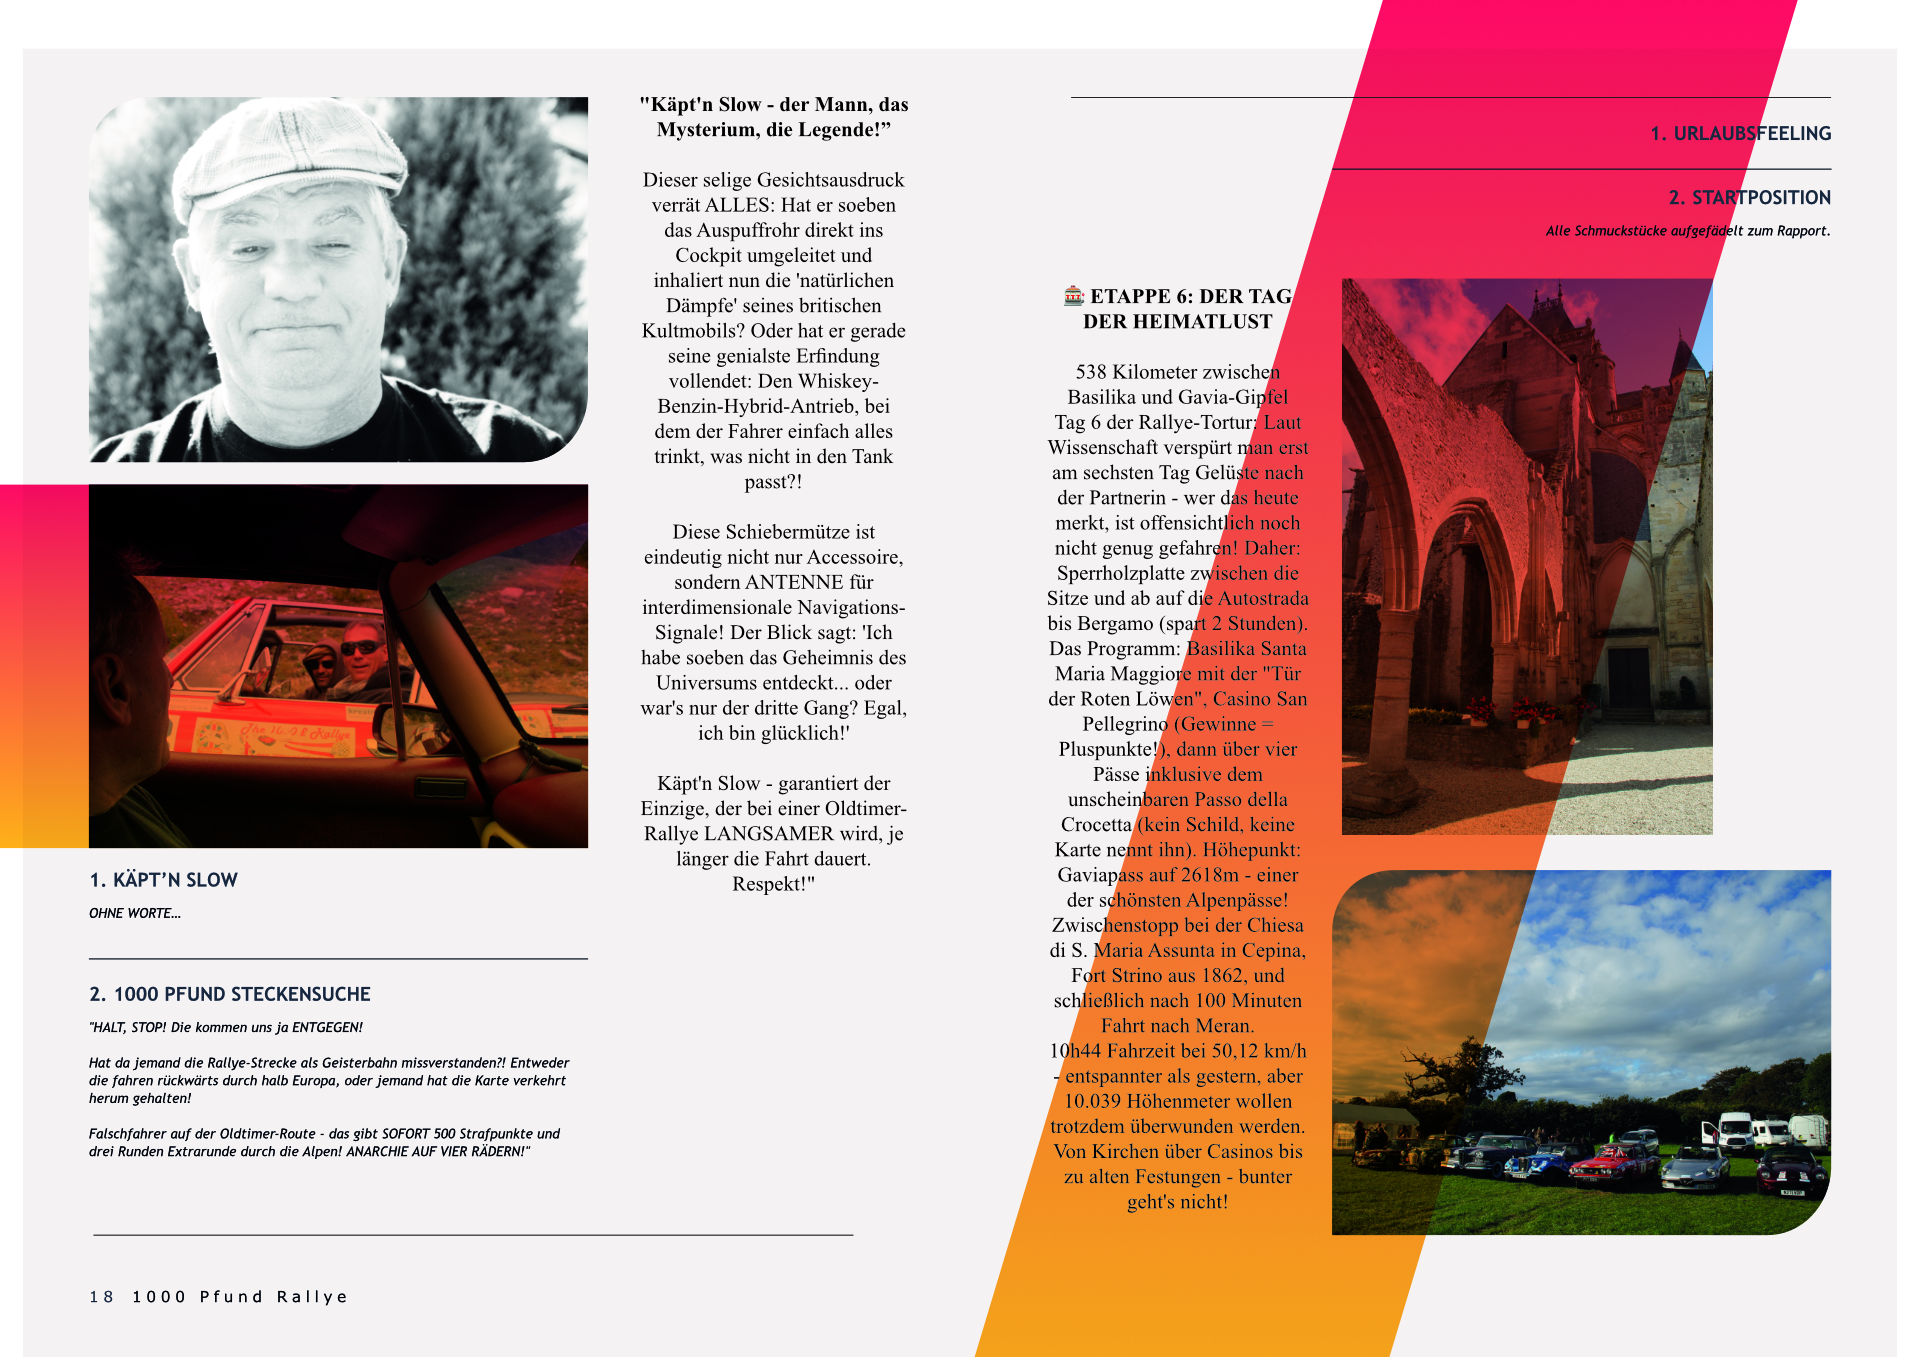 "Käpt'n Slow - der Mann, das
Mysterium, die Legende!”
Dieser selige Gesichtsausdruck
verrät ALLES: Hat er soeben
das Auspuffrohr direkt ins
Cockpit umgeleitet und
inhaliert nun die 'natürlichen
Dämpfe' seines britischen
Kultmobils? Oder hat er gerade
seine genialste Erfindung
vollendet: Den Whiskey-
Benzin-Hybrid-Antrieb, bei
dem der Fahrer einfach alles
trinkt, was nicht in den Tank
passt?!
Diese Schiebermütze ist
eindeutig nicht nur Accessoire,
sondern ANTENNE für
interdimensionale Navigations-
Signale! Der Blick sagt: 'Ich
habe soeben das Geheimnis des
Universums entdeckt... oder
war's nur der dritte Gang? Egal,
ich bin glücklich!'
Käpt'n Slow - garantiert der
Einzige, der bei einer Oldtimer-
Rallye LANGSAMER wird, je
länger die Fahrt dauert.
Respekt!"
1. KÄPT’N SLOW
OHNE WORTE…
2. 1000 PFUND STECKENSUCHE
"HALT, STOP! Die kommen uns ja ENTGEGEN!
Hat da jemand die Rallye-Strecke als Geisterbahn missverstanden?! Entweder
die fahren rückwärts durch halb Europa, oder jemand hat die Karte verkehrt
herum gehalten!
Falschfahrer auf der Oldtimer-Route - das gibt SOFORT 500 Strafpunkte und
drei Runden Extrarunde durch die Alpen! ANARCHIE AUF VIER RÄDERN!"
18 1000 Pfund Rallye
1. URLAUBSFEELING
2. STARTPOSITION
Alle Schmuckstücke aufgefädelt zum Rapport.
ETAPPE 6: DER TAG
DER HEIMATLUST
538 Kilometer zwischen
Basilika und Gavia-Gipfel
Tag 6 der Rallye-Tortur: Laut
Wissenschaft verspürt man erst
am sechsten Tag Gelüste nach
der Partnerin - wer das heute
merkt, ist offensichtlich noch
nicht genug gefahren! Daher:
Sperrholzplatte zwischen die
Sitze und ab auf die Autostrada
bis Bergamo (spart 2 Stunden).
Das Programm: Basilika Santa
Maria Maggiore mit der "Tür
der Roten Löwen", Casino San
Pellegrino (Gewinne =
Pluspunkte!), dann über vier
Pässe inklusive dem
unscheinbaren Passo della
Crocetta (kein Schild, keine
Karte nennt ihn). Höhepunkt:
Gaviapass auf 2618m - einer
der schönsten Alpenpässe!
Zwischenstopp bei der Chiesa
di S. Maria Assunta in Cepina,
Fort Strino aus 1862, und
schließlich nach 100 Minuten
Fahrt nach Meran.
10h44 Fahrzeit bei 50,12 km/h
- entspannter als gestern, aber
10.039 Höhenmeter wollen
trotzdem überwunden werden.
Von Kirchen über Casinos bis
zu alten Festungen - bunter
geht's nicht!